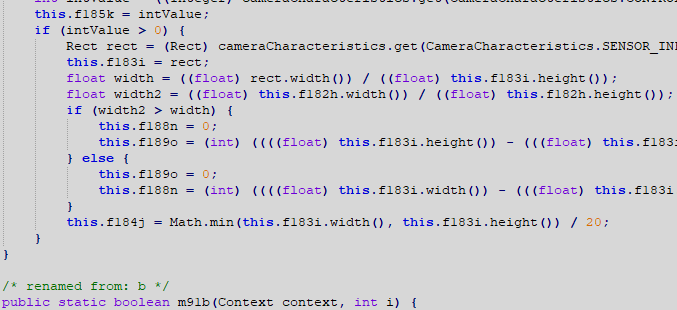 this.f185k = intValue;
if (intValue > 0) {
Rect rect = (Rect) cameraCharacteristics.get(CameraCharacteristics.SENSOR_IN
this.f183i = rect;
float width = ((float) rect.width()) / ((float) this.f183i.height());
float width2 = ((float) this.f182h.width()) / ((float) this.f182h.height());
if (width2 > width) {
this.f188n = 0;
this.f189o = (int) ((((float) this.f183i.height()) - (((float) this.f183
} else {
this.f189o = 0;
this.f188n = (int) ((((float) this.f183i.width()) - (((float) this.f183i
}
this.f184j = Math.min(this.f183i.width(), this.f183i.height()) / 20;
}
}
/* renamed from: b */
public static boolean m91b(Context context, int i) {